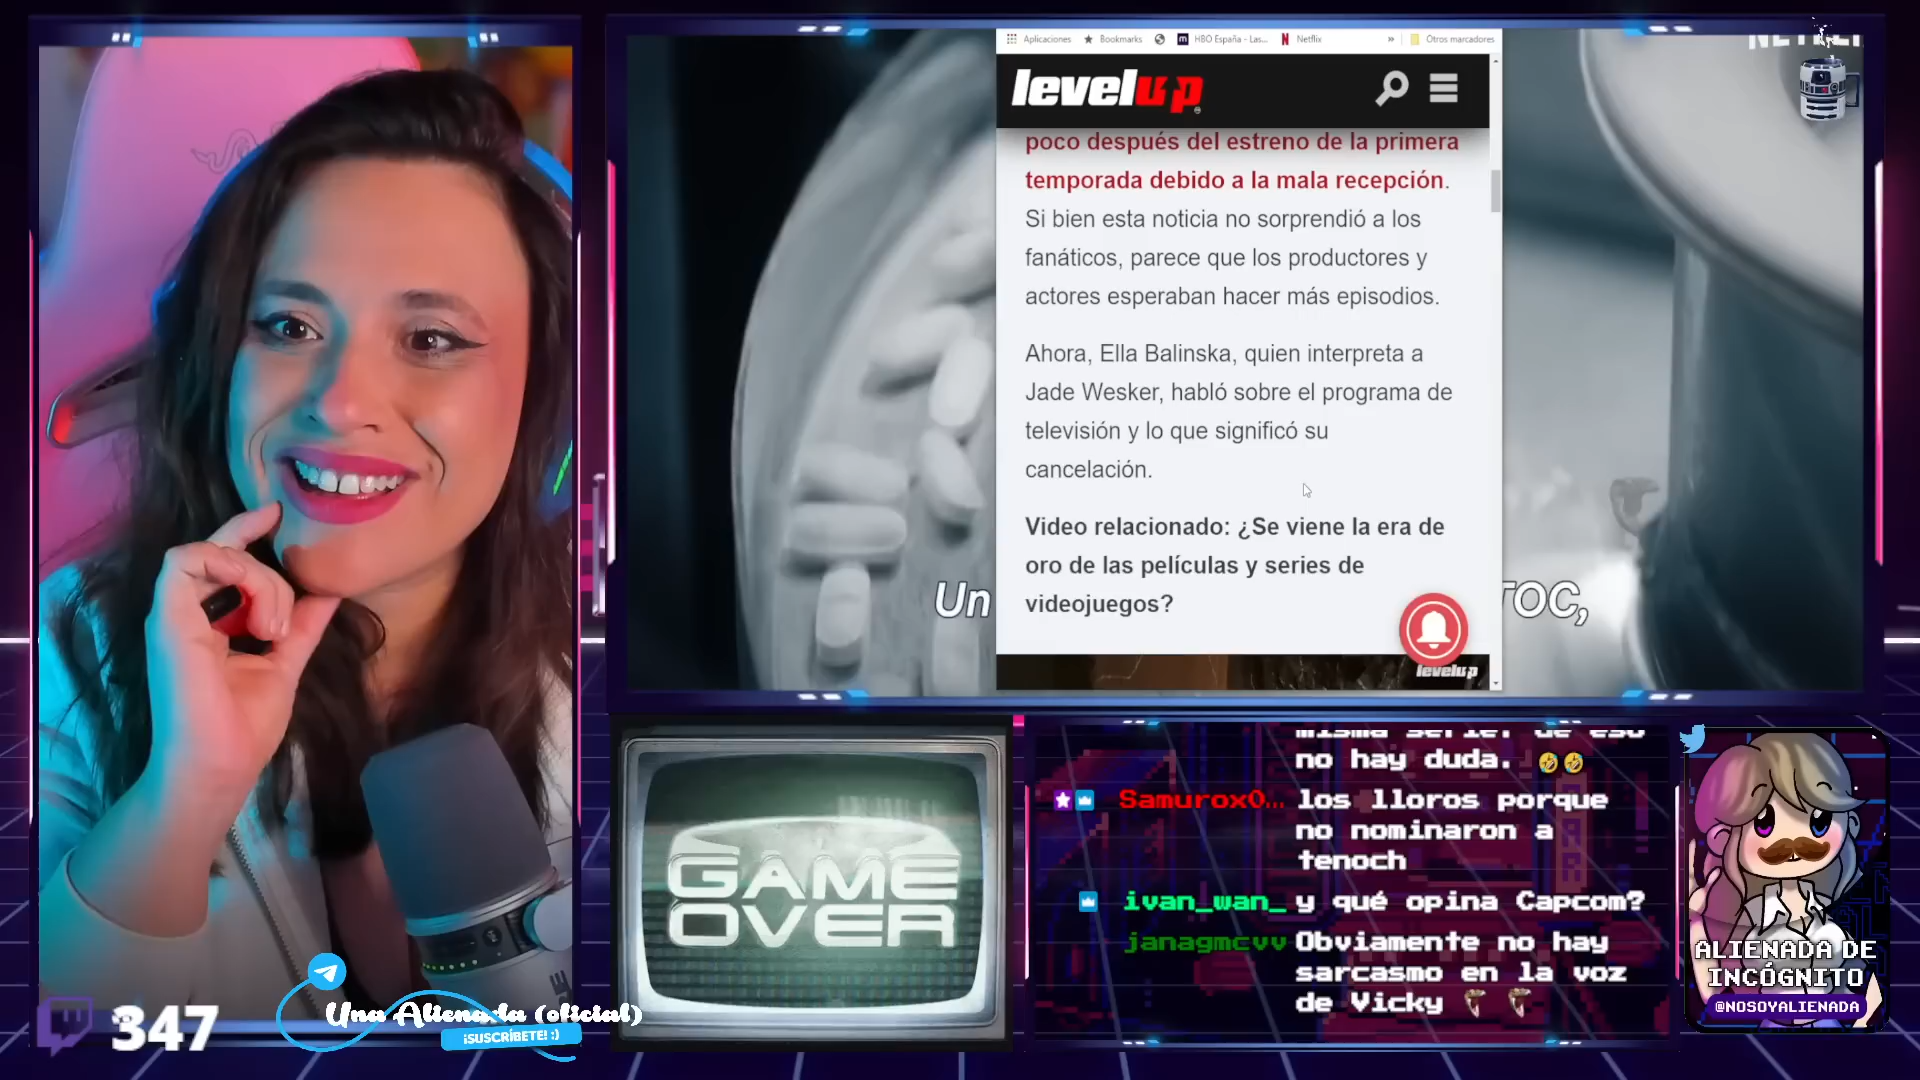 Aplicaciones
Bookmarks
HBO España - Las...
Netflix
»
Otros marcadores
levelup
poco después del estreno de la primera
temporada debido a la mala recepción.
Si bien esta noticia no sorprendió a los
fanáticos, parece que los productores y
actores esperaban hacer más episodios.
Ahora, Ella Balinska, quien interpreta a
Jade Wesker, habló sobre el programa de
televisión y lo que significó su
cancelación.
Video relacionado: ¿Se viene la era de
oro de las películas y series de
videojuegos?
levelup
Un
TOC,
GAME
OVER
misma serie. de eso
no hay duda. 🤣🤣
SamuroxO... los lloros porque
no nominaron a
tenoch
ivan_wan_ y qué opina Capcom?
janagmcvv Obviamente no hay
sarcasmo en la voz
de Vicky
ALIENADA DE
INCÓGNITO
@NOSOYALIENADA
347
Una Alienada (oficial)
¡SUSCRÍBETE! :)